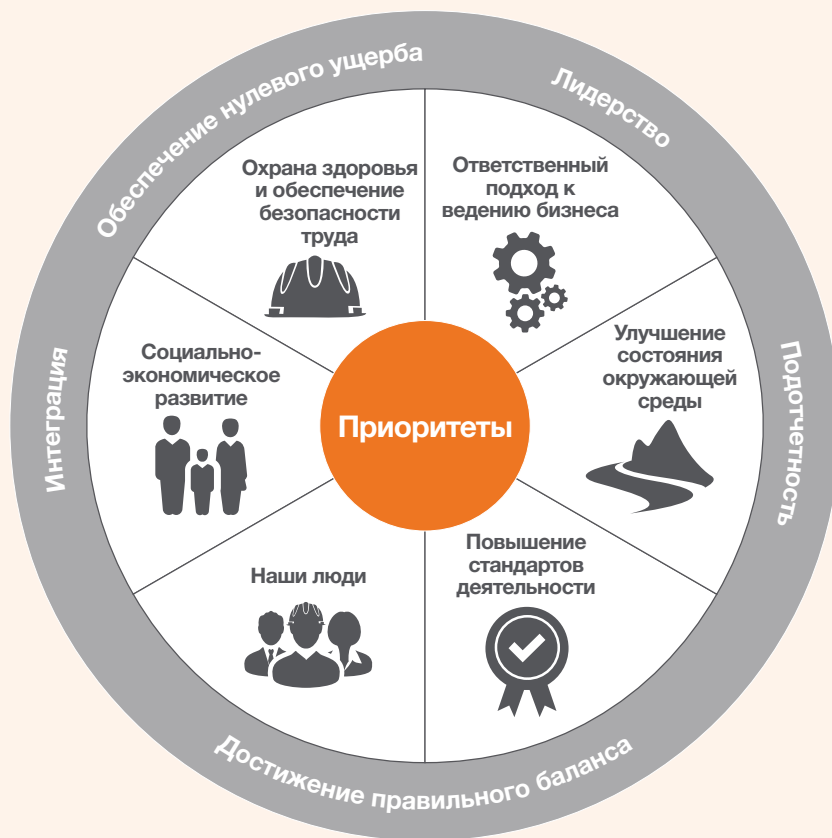 Обеспечение нулевого ущерба
Лидерство
Подотчетность
Достижение правильного баланса
Интеграция
Охрана здоровья
и обеспечение
безопасности
труда
Ответственный
подход к
ведению бизнеса
Улучшение
состояния
окружающей
среды
Повышение
стандартов
деятельности
Наши люди
Социально-
экономическое
развитие
Приоритеты